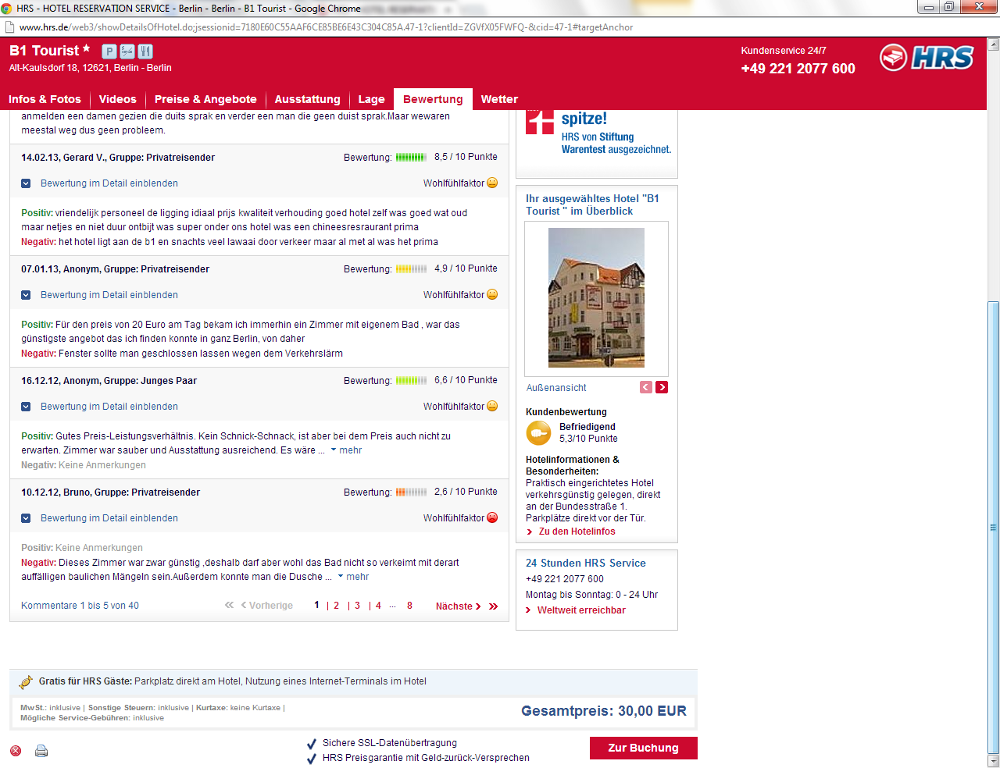 HRS - HOTEL RESERVATION SERVICE - Berlin - Berlin - B1 Tourist - Google Chrome
www.hrs.de/web3/showDetailsOfHotel.do;jsessionid=7180E60C55AAF6CE85BE6E43C304C85A.47-1?clientId=ZGVfX05FWFQ-&cid=47-1#targetAnchor
B1 Tourist
Alt-Kaulsdorf 18, 12621, Berlin - Berlin
Kundenservice 24/7
+49 221 2077 600
HRS
Infos & Fotos Videos Preise & Angebote Ausstattung Lage Bewertung Wetter
anmelden een damen gezien die duits sprak en verder een man die geen duist sprak.Maar wewaren
meestal weg dus geen probleem.
14.02.13, Gerard V., Gruppe: Privatreisender Bewertung: 8,5 / 10 Punkte
Bewertung im Detail einblenden Wohlfühlfaktor
Positiv: vriendelijk personeel de ligging idiaal prijs kwaliteit verhouding goed hotel zelf was goed wat oud
maar netjes en niet duur ontbijt was super onder ons hotel was een chineesresraurant prima
Negativ: het hotel ligt aan de b1 en snachts veel lawaai door verkeer maar al met al was het prima
07.01.13, Anonym, Gruppe: Privatreisender Bewertung: 4,9 / 10 Punkte
Bewertung im Detail einblenden Wohlfühlfaktor
Positiv: Für den preis von 20 Euro am Tag bekam ich immerhin ein Zimmer mit eigenem Bad , war das
günstigste angebot das ich finden konnte in ganz Berlin, von daher
Negativ: Fenster sollte man geschlossen lassen wegen dem Verkehrslärm
16.12.12, Anonym, Gruppe: Junges Paar Bewertung: 6,6 / 10 Punkte
Bewertung im Detail einblenden Wohlfühlfaktor
Positiv: Gutes Preis-Leistungsverhältnis. Kein Schnick-Schnack, ist aber bei dem Preis auch nicht zu
erwarten. Zimmer war sauber und Ausstattung ausreichend. Es wäre ... mehr
Negativ: Keine Anmerkungen
10.12.12, Bruno, Gruppe: Privatreisender Bewertung: 2,6 / 10 Punkte
Bewertung im Detail einblenden Wohlfühlfaktor
Positiv: Keine Anmerkungen
Negativ: Dieses Zimmer war zwar günstig ,deshalb darf aber wohl das Bad nicht so verkeimt mit derart
auffälligen baulichen Mängeln sein.Außerdem konnte man die Dusche ... mehr
Kommentare 1 bis 5 von 40 « < Vorherige 1 | 2 | 3 | 4 ... 8 Nächste > »
spitze!
HRS von Stiftung
Warentest ausgezeichnet.
Ihr ausgewähltes Hotel "B1
Tourist " im Überblick
Außenansicht
Kundenbewertung
Befriedigend
5,3/10 Punkte
Hotelinformationen &
Besonderheiten:
Praktisch eingerichtetes Hotel
verkehrsgünstig gelegen, direkt
an der Bundesstraße 1.
Parkplätze direkt vor der Tür.
Zu den Hotelinfos
24 Stunden HRS Service
+49 221 2077 600
Montag bis Sonntag: 0 - 24 Uhr
Weltweit erreichbar
Gratis für HRS Gäste: Parkplatz direkt am Hotel, Nutzung eines Internet-Terminals im Hotel
MwSt.: inklusive | Sonstige Steuern: inklusive | Kurtaxe: keine Kurtaxe |
Mögliche Service-Gebühren: inklusive
Gesamtpreis: 30,00 EUR
Sichere SSL-Datenübertragung
HRS Preisgarantie mit Geld-zurück-Versprechen
Zur Buchung